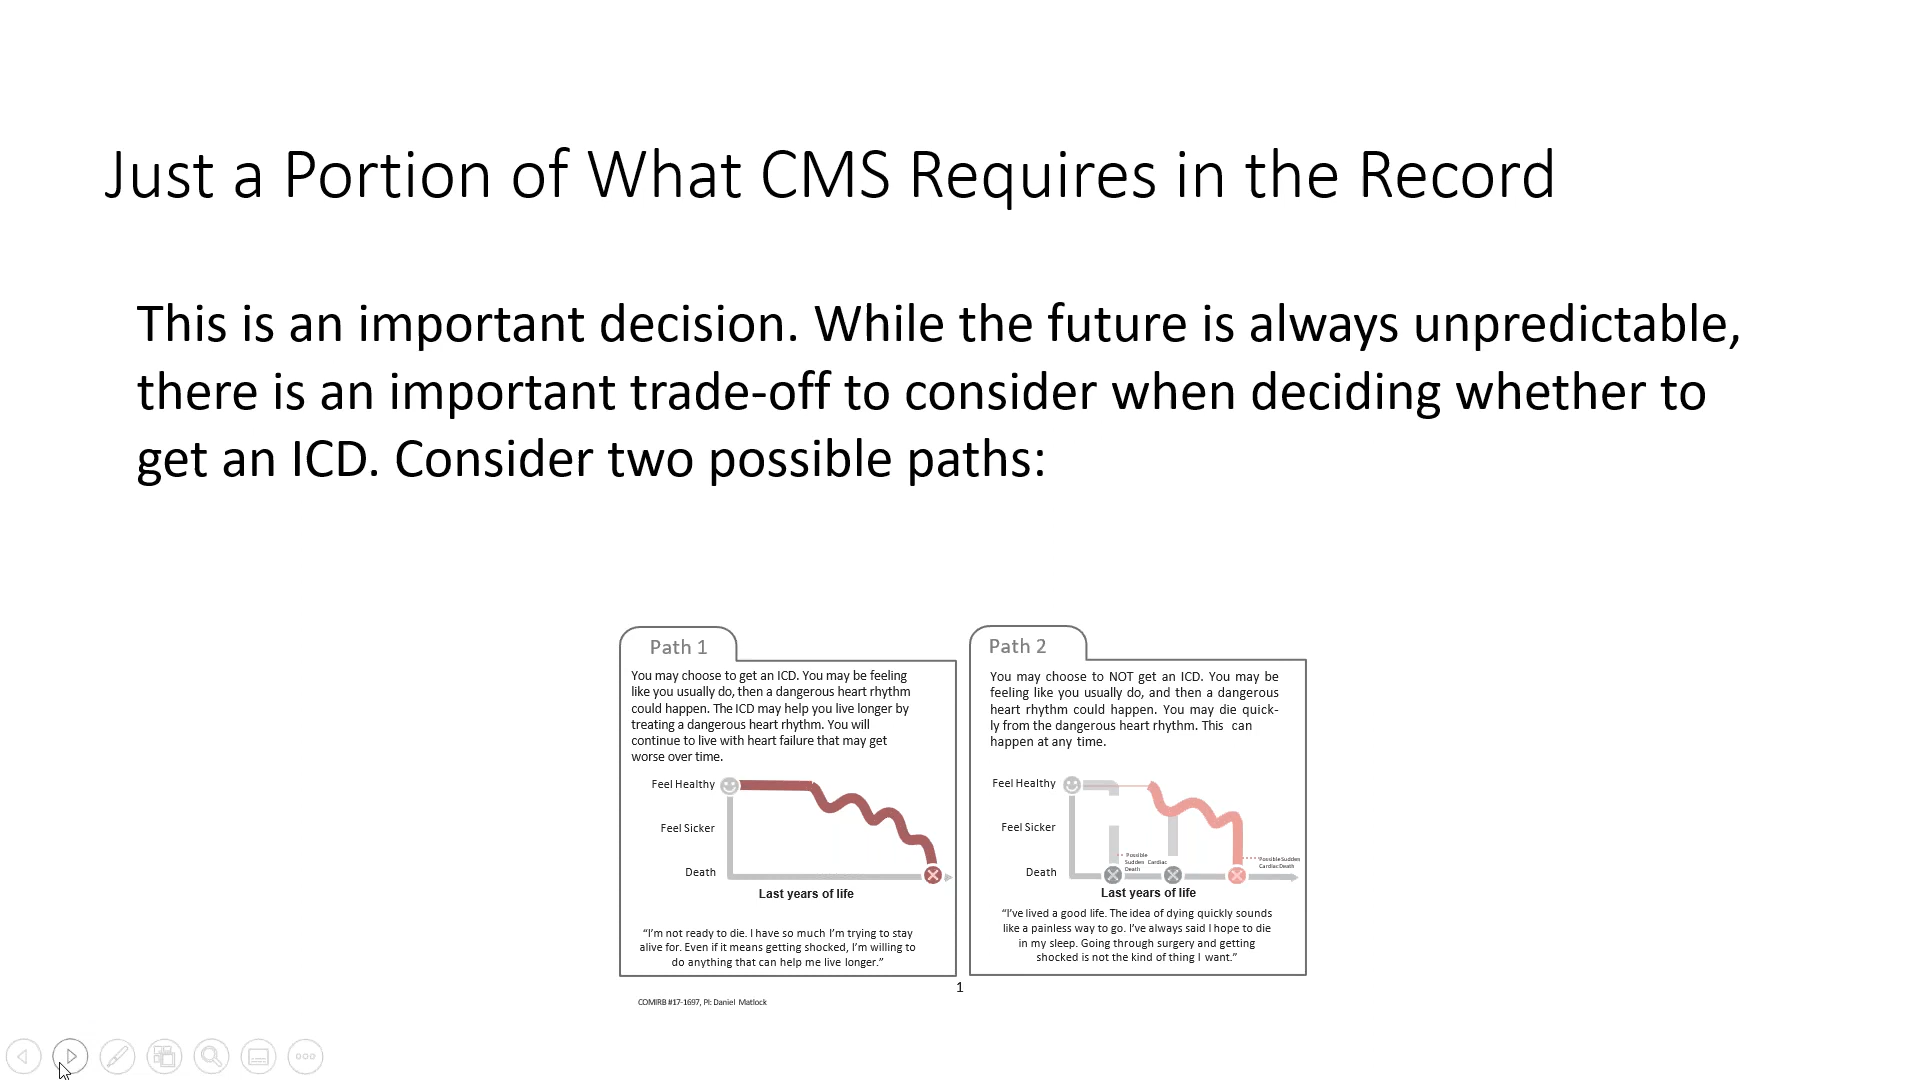 Just a Portion of What CMS Requires in the Record
This is an important decision. While the future is always unpredictable,
there is an important trade-off to consider when deciding whether to
get an ICD. Consider two possible paths:
Path 1
You may choose to get an ICD. You may be feeling
like you usually do, then a dangerous heart rhythm
could happen. The ICD may help you live longer by
treating a dangerous heart rhythm. You will
continue to live with heart failure that may get
worse over time.
Feel Healthy
Feel Sicker
Death
Last years of life
“I’m not ready to die. I have so much I’m trying to stay
alive for. Even if it means getting shocked, I’m willing to
do anything that can help me live longer.”
Path 2
You may choose to NOT get an ICD. You may be
feeling like you usually do, and then a dangerous
heart rhythm could happen. You may die quick-
ly from the dangerous heart rhythm. This can
happen at any time.
Feel Healthy
Feel Sicker
Death
Possible
Suddes Cardiac
Death
Possible Suddes
Cardiac Death
Last years of life
“I’ve lived a good life. The idea of dying quickly sounds
like a painless way to go. I’ve always said I hope to die
in my sleep. Going through surgery and getting
shocked is not the kind of thing I want.”
1
COMIRB #17-1697, PI: Daniel Matlock